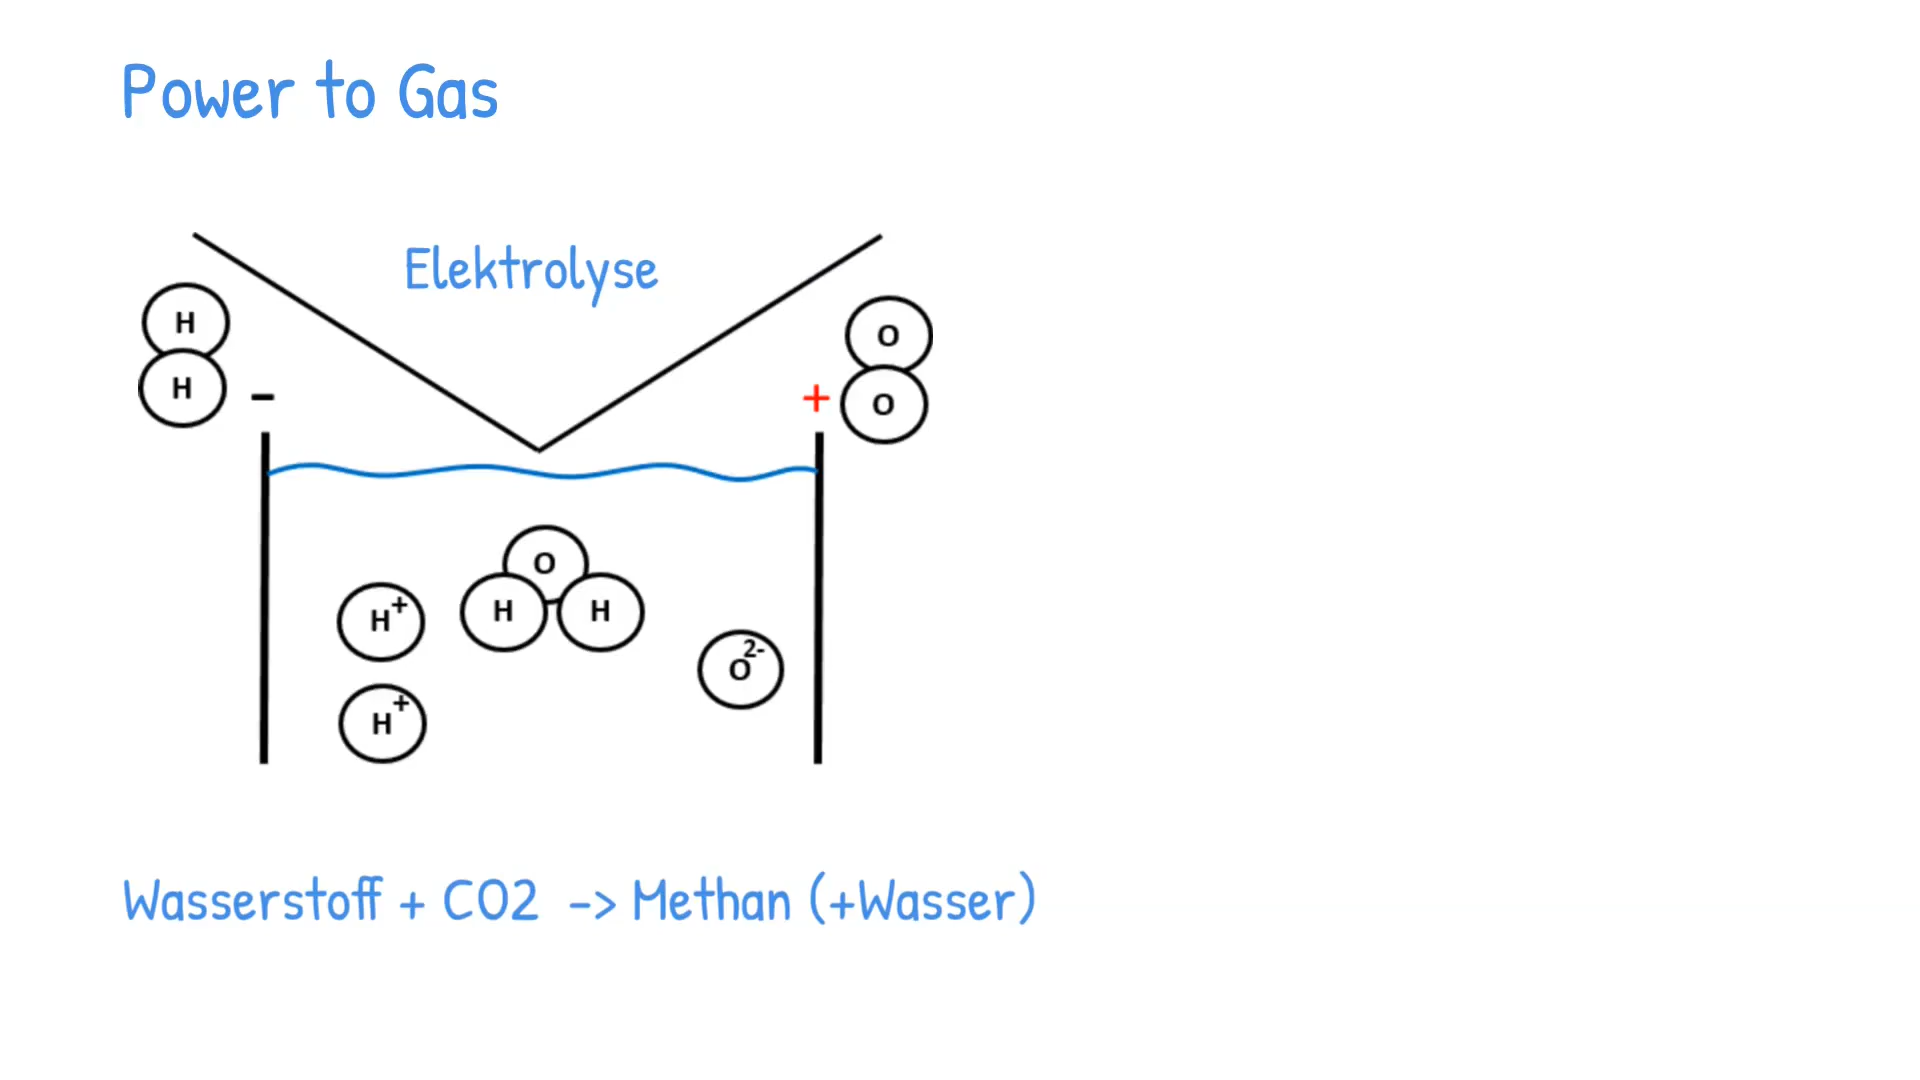 Power to Gas
Elektrolyse
H
H
-
+
O
O
O
H
H
H+
H+
O2-
Wasserstoff + CO2 -> Methan (+Wasser)